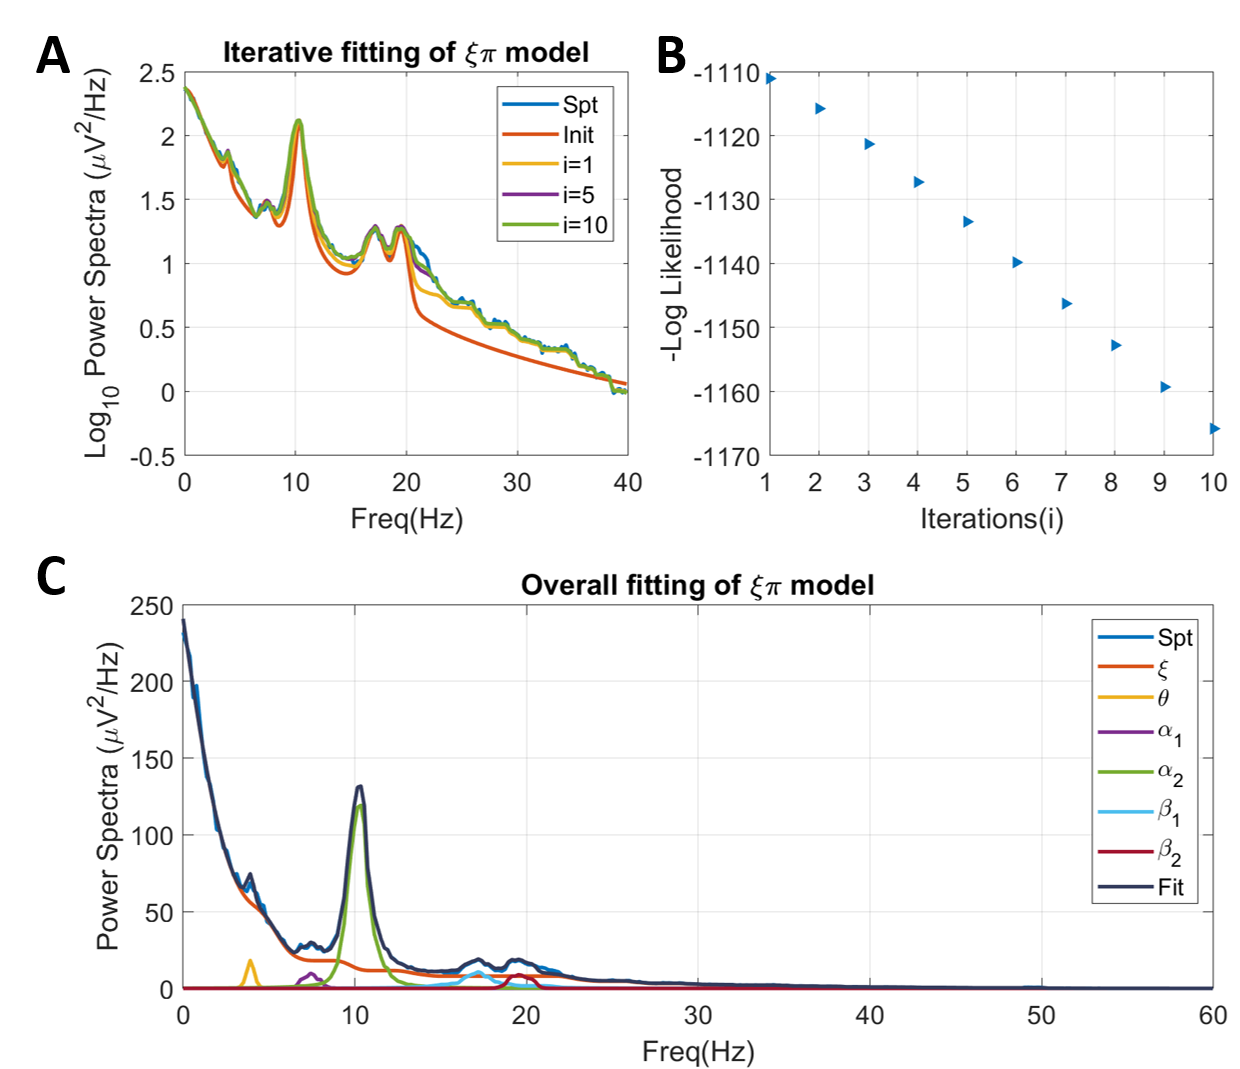 A
Iterative fitting of ξπ model
Log10 Power Spectra (μV²/Hz)
2.5
2
1.5
1
0.5
0
-0.5
0 10 20 30 40
Freq(Hz)
Spt
Init
i=1
i=5
i=10
B
-Log Likelihood
-1110
-1120
-1130
-1140
-1150
-1160
-1170
1 2 3 4 5 6 7 8 9 10
Iterations(i)
C
Overall fitting of ξπ model
Power Spectra (μV²/Hz)
250
200
150
100
50
0
0 10 20 30 40 50 60
Freq(Hz)
Spt
ξ
θ
α1
α2
β1
β2
Fit